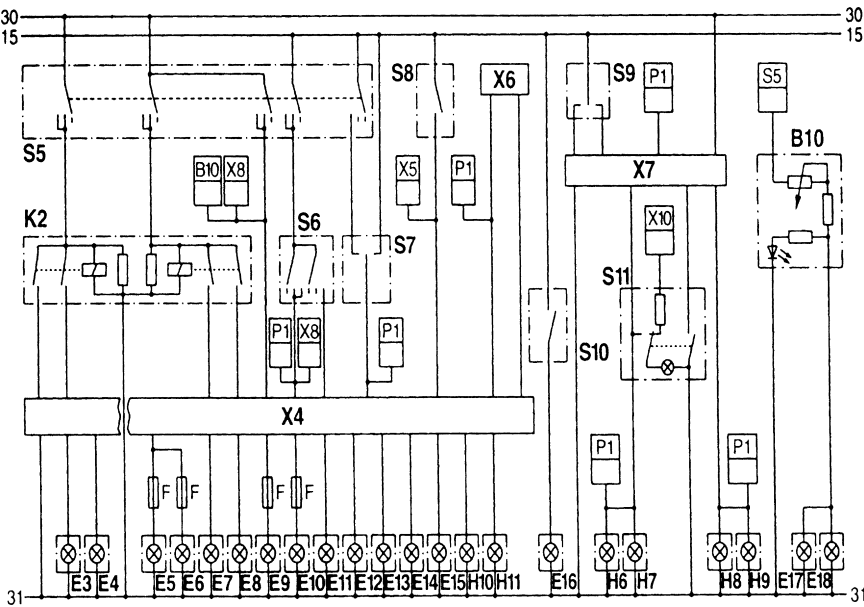 30 30
15 15
S8 X6 S9 P1 S5
S5 B10
B10 X8 X5 P1 X7
K2 S6 S7 X10
S11
P1 X8 P1 S10
X4
P1 P1
F F F F
E3 E4 E5 E6 E7 E8 E9 E10 E11 E12 E13 E14 E15 H10 H11 E16 H6 H7 H8 H9 E17 E18
31 31